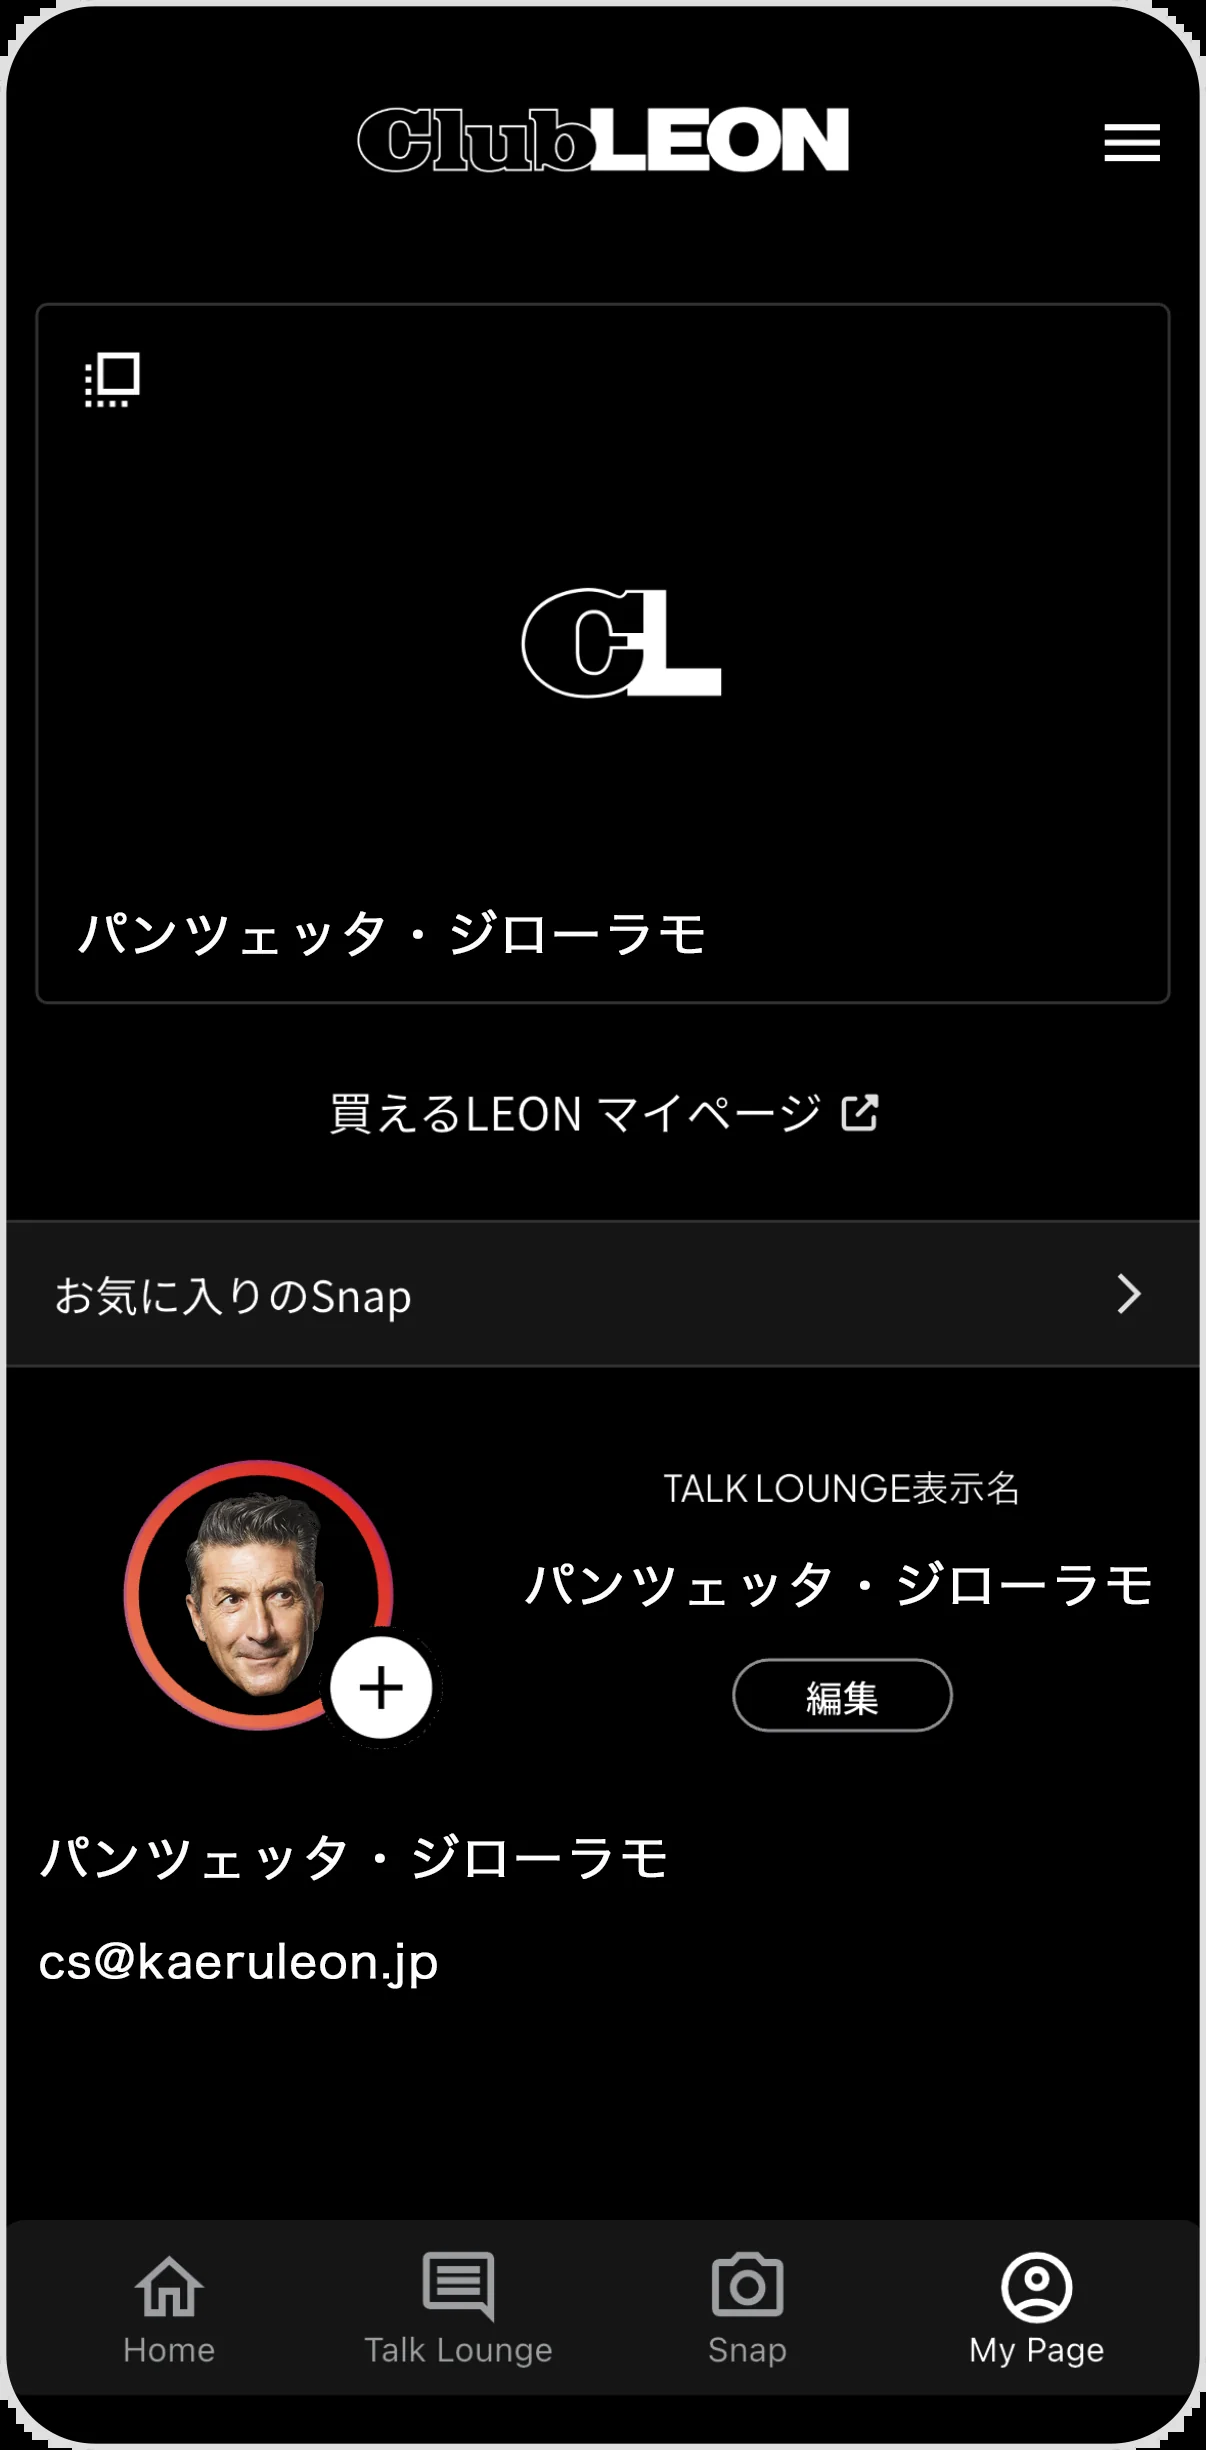 ClubLEON
CL
パンツェッタ・ジローラモ
買えるLEON マイページ
お気に入りのSnap
TALK LOUNGE表示名
パンツェッタ・ジローラモ
編集
パンツェッタ・ジローラモ
cs@kaeruleon.jp
Home
Talk Lounge
Snap
My Page